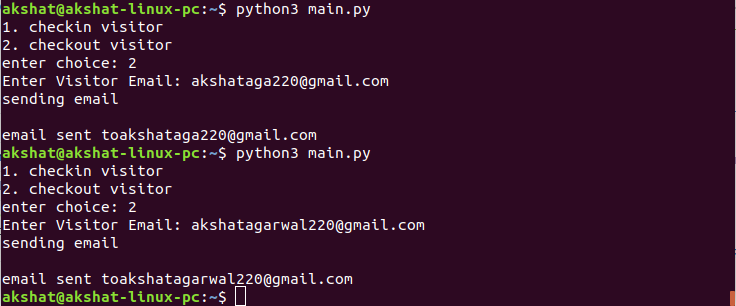 akshat@akshat-linux-pc:~$ python3 main.py
1. checkin visitor
2. checkout visitor
enter choice: 2
Enter Visitor Email: akshataga220@gmail.com
sending email
email sent toakshataga220@gmail.com
akshat@akshat-linux-pc:~$ python3 main.py
1. checkin visitor
2. checkout visitor
enter choice: 2
Enter Visitor Email: akshatagarwal220@gmail.com
sending email
email sent toakshatagarwal220@gmail.com
akshat@akshat-linux-pc:~$